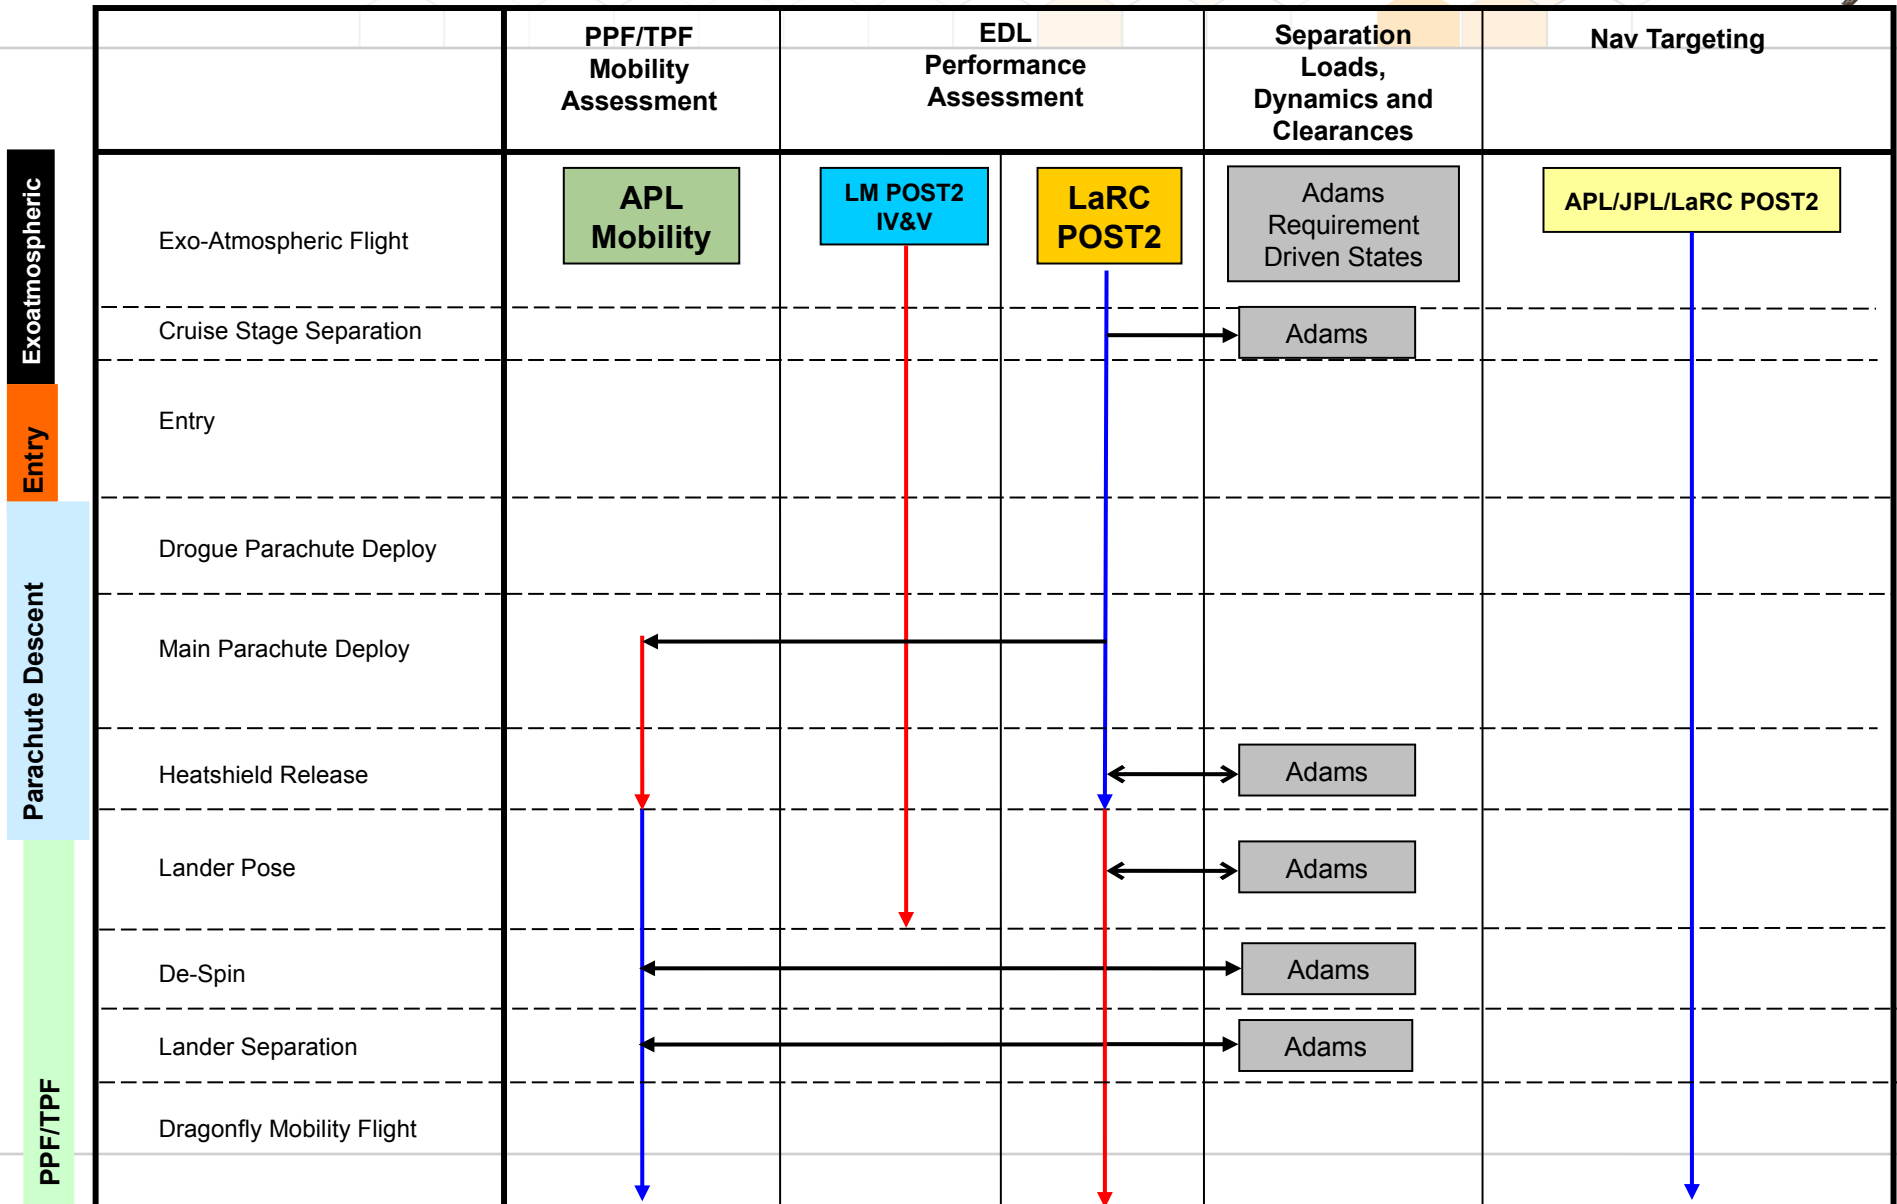 PPF/TPF
Mobility
Assessment
EDL
Performance
Assessment
Separation
Loads,
Dynamics and
Clearances
Nav Targeting
Exoatmospheric
Exo-Atmospheric Flight
APL
Mobility
LM POST2
IV&V
LaRC
POST2
Adams
Requirement
Driven States
APL/JPL/LaRC POST2
Cruise Stage Separation
Adams
Entry
Entry
Parachute Descent
Drogue Parachute Deploy
Main Parachute Deploy
Heatshield Release
Adams
PPF/TPF
Lander Pose
Adams
De-Spin
Adams
Lander Separation
Adams
Dragonfly Mobility Flight